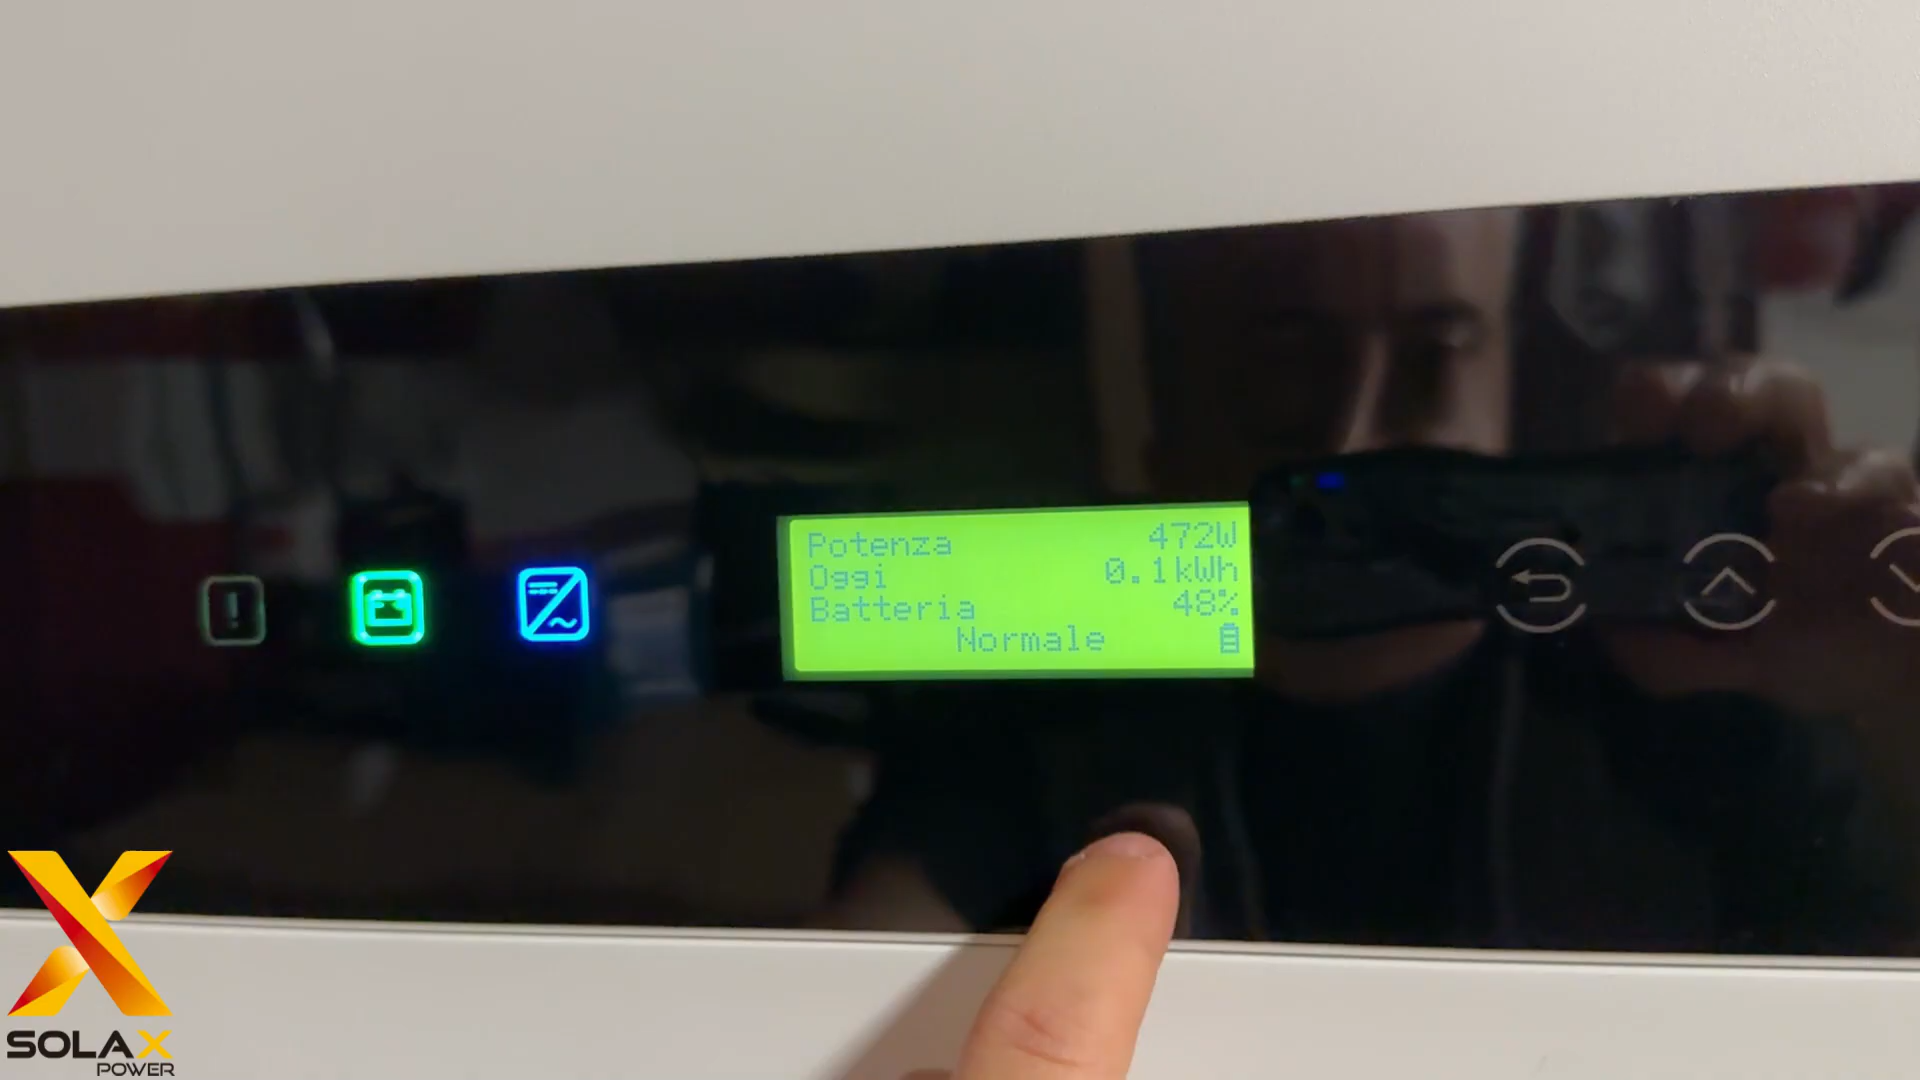 Potenza 472W
Oggi 0.1kWh
Batteria 48%
Normale
SOLAX
POWER